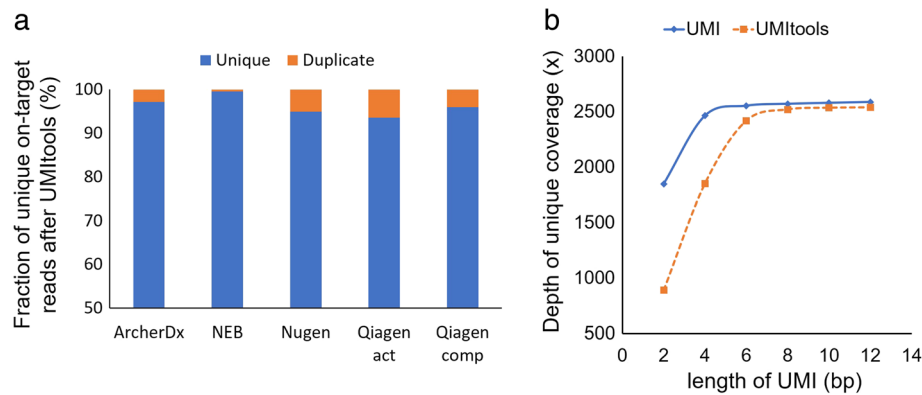 a
Unique Duplicate
Fraction of unique on-target
reads after UMItools (%)
100
90
80
70
60
50
ArcherDx NEB Nugen Qiagen Qiagen
act comp
b
UMI UMItools
Depth of unique coverage (x)
3000
2500
2000
1500
1000
500
0 2 4 6 8 10 12 14
length of UMI (bp)